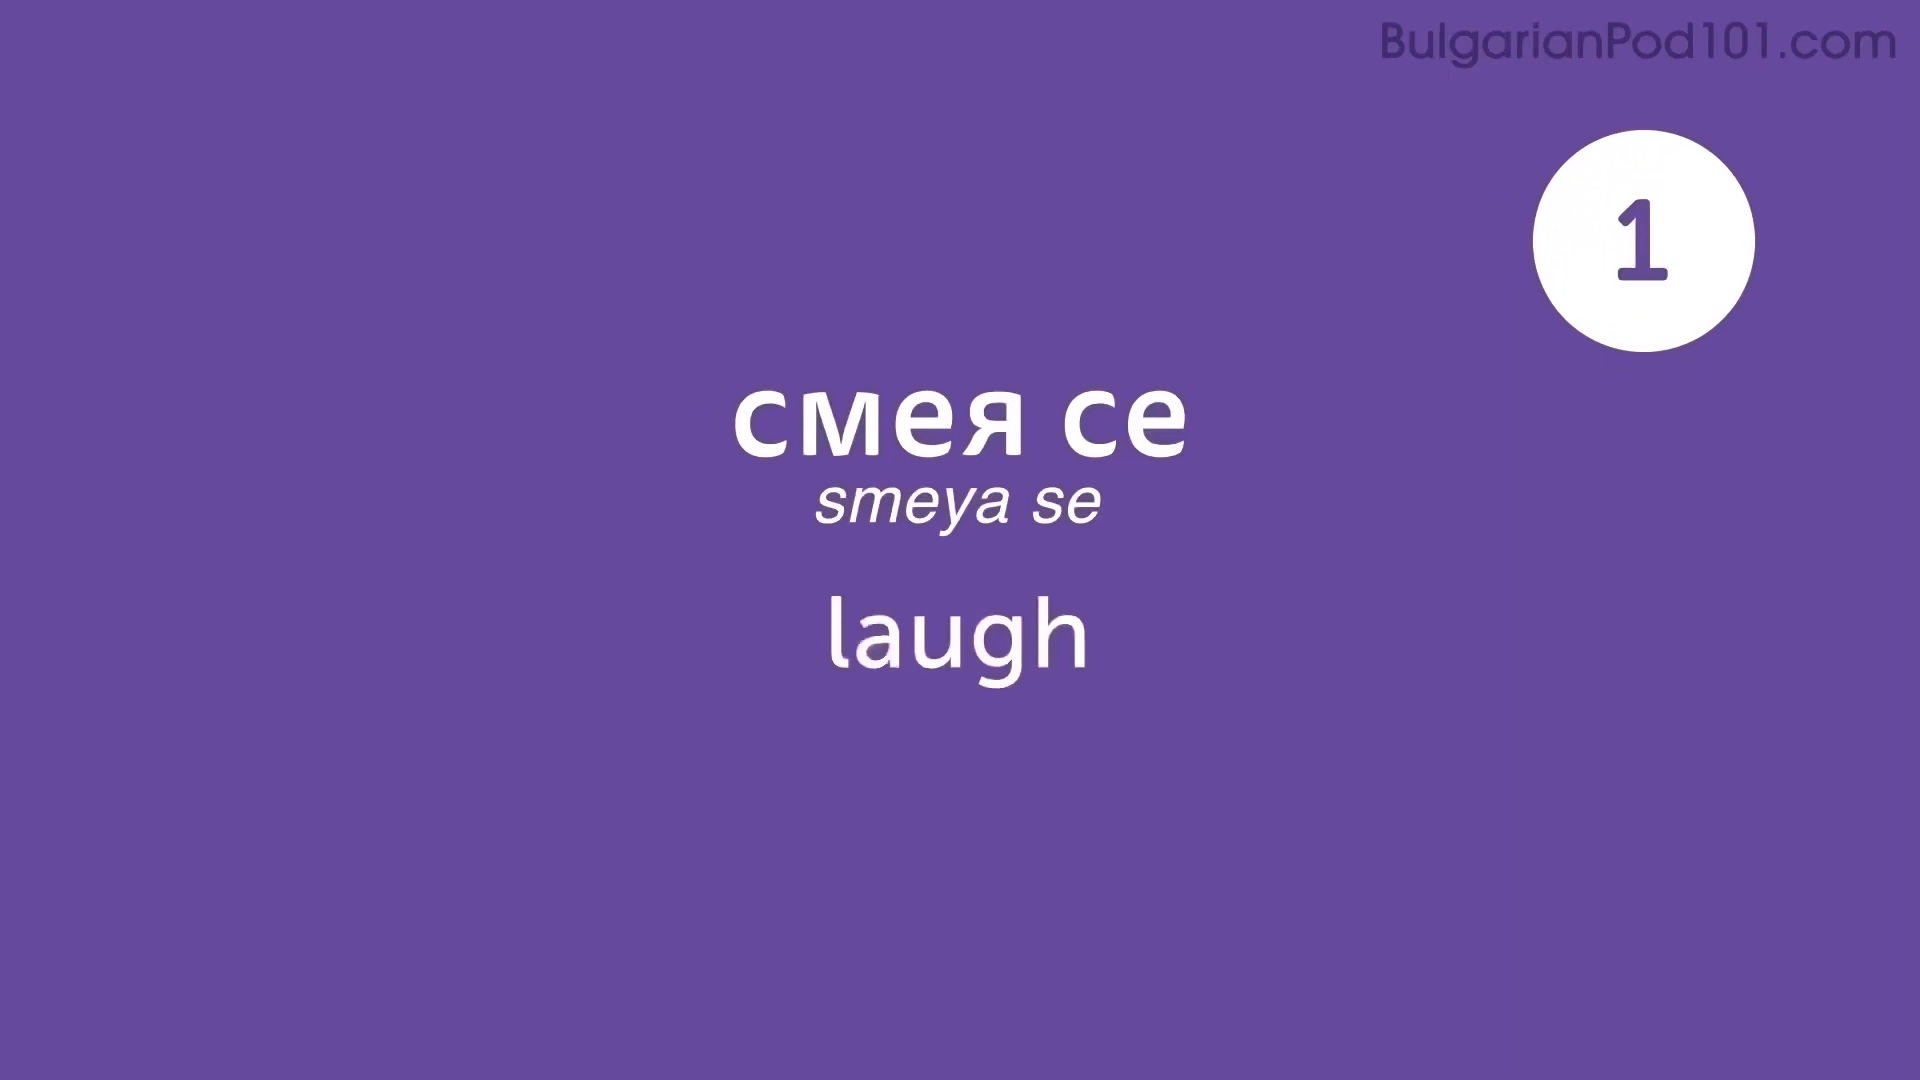 BulgarianPod101.com
1
смея се
smeya se
laugh